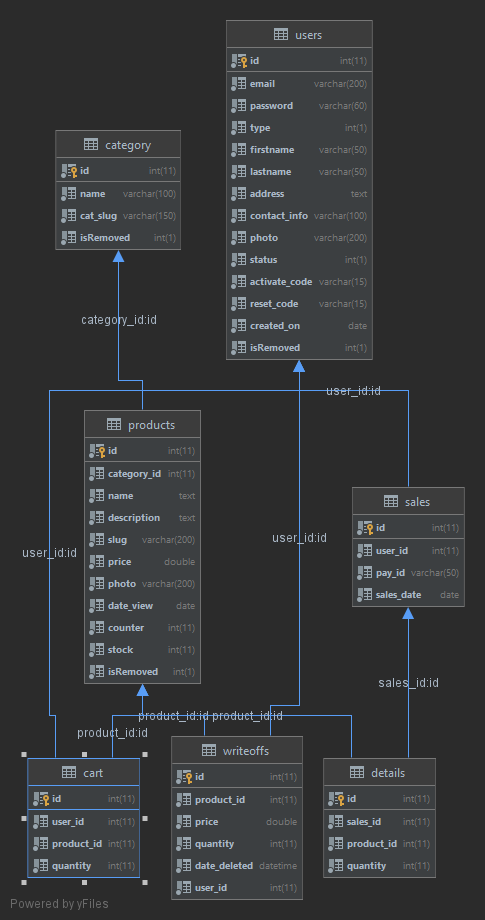 users
id int(11)
email varchar(200)
password varchar(60)
type int(1)
firstname varchar(50)
lastname varchar(50)
address text
contact_info varchar(100)
photo varchar(200)
status int(1)
activate_code varchar(15)
reset_code varchar(15)
created_on date
isRemoved int(1)
category
id int(11)
name varchar(100)
cat_slug varchar(150)
isRemoved int(1)
category_id:id
user_id:id
products
id int(11)
category_id int(11)
name text
description text
slug varchar(200)
price double
photo varchar(200)
date_view date
counter int(11)
stock int(11)
isRemoved int(1)
sales
id int(11)
user_id int(11)
pay_id varchar(50)
sales_date date
user_id:id
user_id:id
sales_id:id
product_id:id
product_id:id
product_id:id
cart
id int(11)
user_id int(11)
product_id int(11)
quantity int(11)
writeoffs
id int(11)
product_id int(11)
price double
quantity int(11)
date_deleted datetime
user_id int(11)
details
id int(11)
sales_id int(11)
product_id int(11)
quantity int(11)
Powered by yFiles